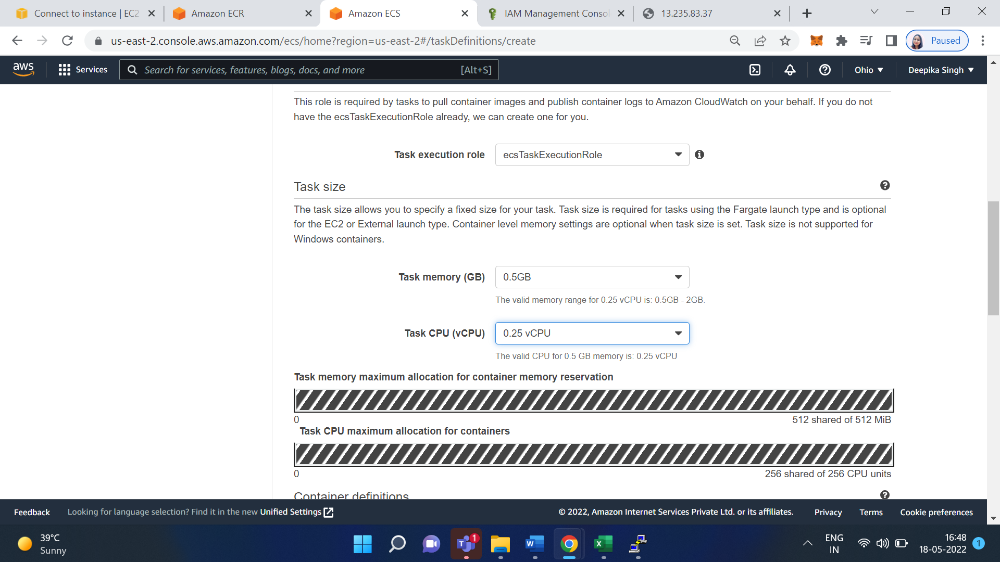 Connect to instance | EC2
Amazon ECR
Amazon ECS
IAM Management Consol
13.235.83.37
us-east-2.console.aws.amazon.com/ecs/home?region=us-east-2#/taskDefinitions/create
Paused
aws
Services
Search for services, features, blogs, docs, and more
[Alt+S]
Ohio
Deepika Singh
This role is required by tasks to pull container images and publish container logs to Amazon CloudWatch on your behalf. If you do not
have the ecsTaskExecutionRole already, we can create one for you.
Task execution role
ecsTaskExecutionRole
Task size
The task size allows you to specify a fixed size for your task. Task size is required for tasks using the Fargate launch type and is optional
for the EC2 or External launch type. Container level memory settings are optional when task size is set. Task size is not supported for
Windows containers.
Task memory (GB)
0.5GB
The valid memory range for 0.25 vCPU is: 0.5GB - 2GB.
Task CPU (vCPU)
0.25 vCPU
The valid CPU for 0.5 GB memory is: 0.25 vCPU
Task memory maximum allocation for container memory reservation
0
512 shared of 512 MiB
Task CPU maximum allocation for containers
0
256 shared of 256 CPU units
Container definitions
Feedback
Looking for language selection? Find it in the new Unified Settings
© 2022, Amazon Internet Services Private Ltd. or its affiliates.
Privacy
Terms
Cookie preferences
39°C
Sunny
1
ENG
IN
16:48
18-05-2022
1